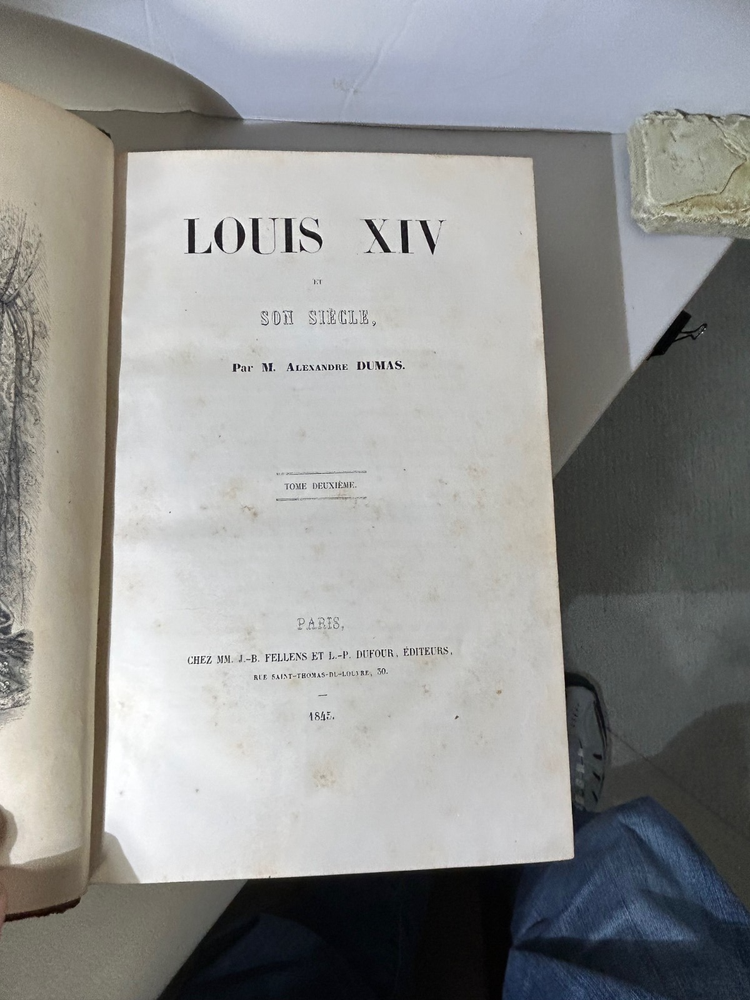 LOUIS XIV
ET
SON SIÈCLE,
Par M. ALEXANDRE DUMAS.
TOME DEUXIÈME.
PARIS,
CHEZ MM. J.-B. FELLENS ET L.-P. DUFOUR, ÉDITEURS,
RUE SAINT-THOMAS-DU-LOUVRE, 30.
—
1845.